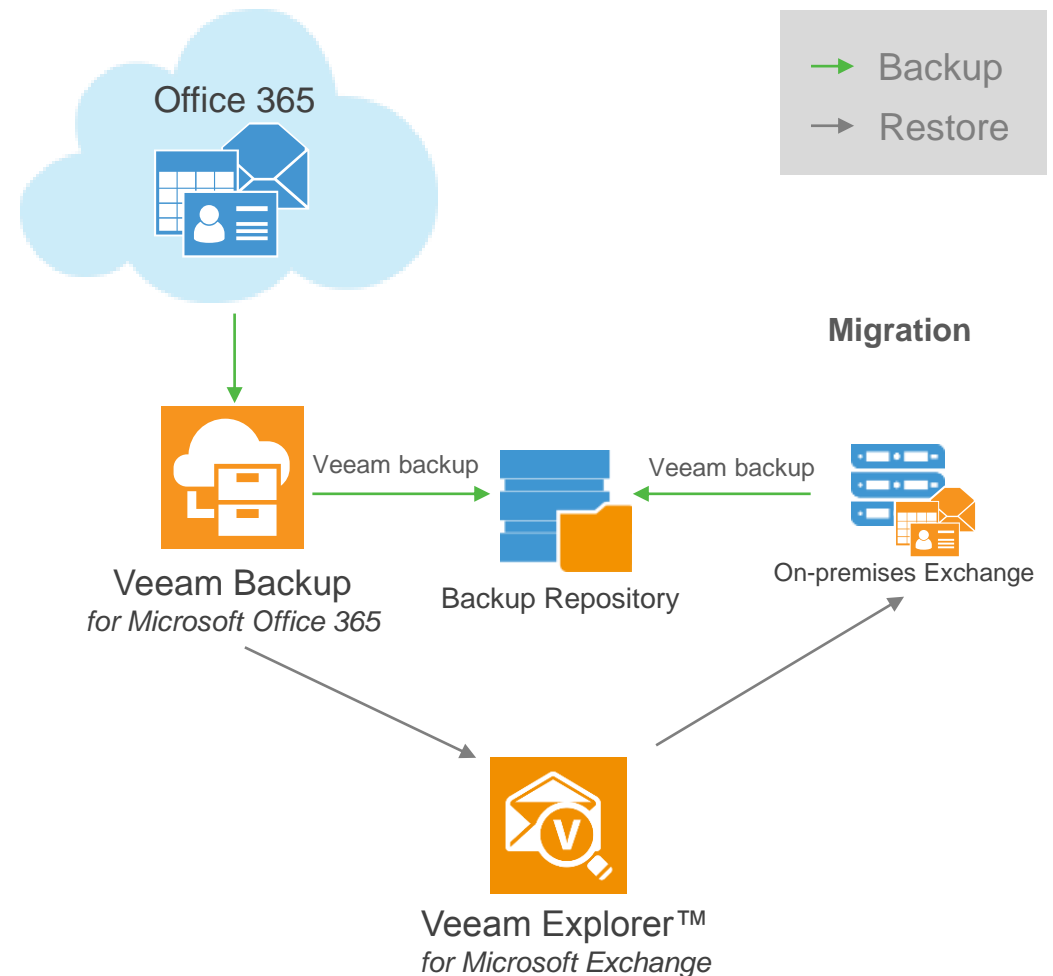 Office 365
Backup
Restore
Migration
Veeam backup
Veeam backup
Veeam Backup
for Microsoft Office 365
Backup Repository
On-premises Exchange
V
Veeam Explorer™
for Microsoft Exchange